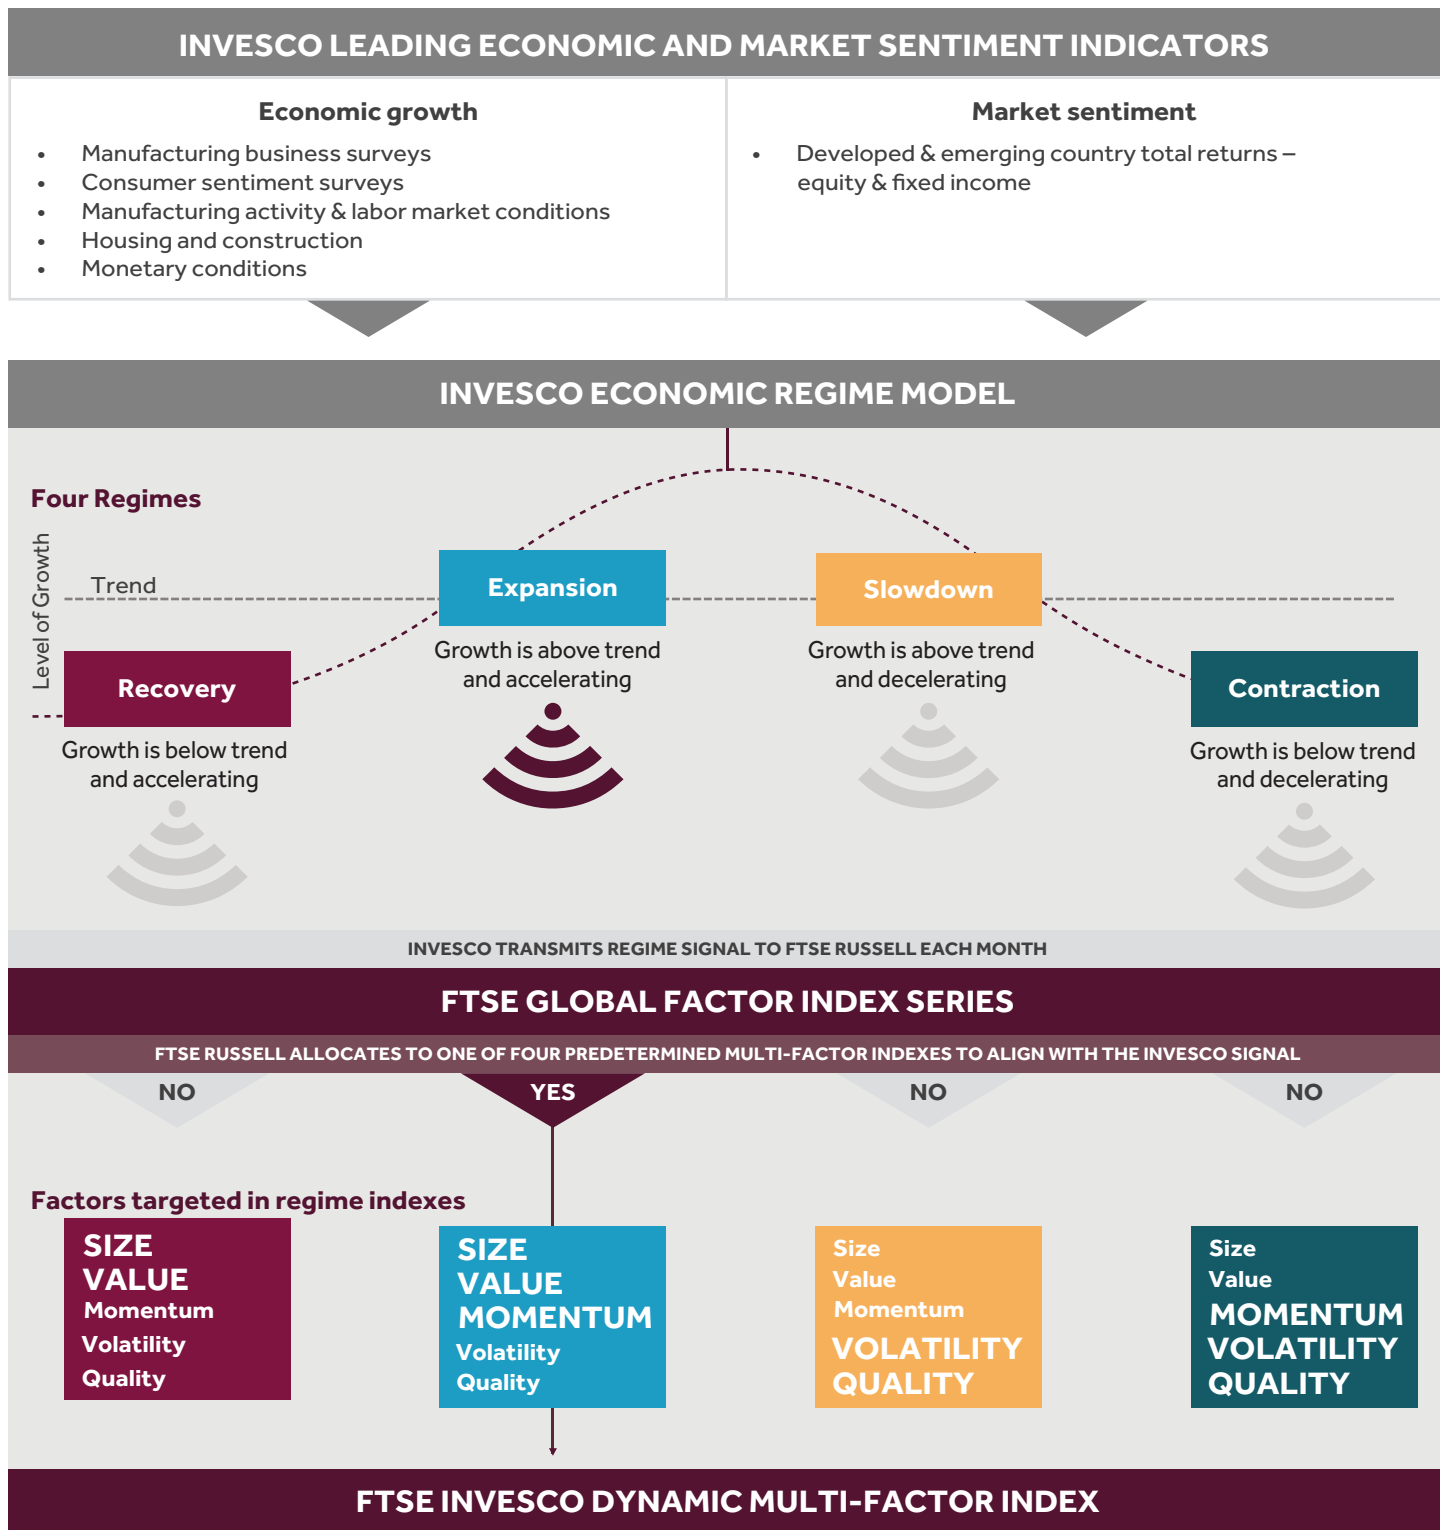 INVESCO LEADING ECONOMIC AND MARKET SENTIMENT INDICATORS
Economic growth
• Manufacturing business surveys
• Consumer sentiment surveys
• Manufacturing activity & labor market conditions
• Housing and construction
• Monetary conditions
Market sentiment
• Developed & emerging country total returns –
equity & fixed income
INVESCO ECONOMIC REGIME MODEL
Four Regimes
Level of Growth
Trend
Recovery
Growth is below trend
and accelerating
Expansion
Growth is above trend
and accelerating
Slowdown
Growth is above trend
and decelerating
Contraction
Growth is below trend
and decelerating
INVESCO TRANSMITS REGIME SIGNAL TO FTSE RUSSELL EACH MONTH
FTSE GLOBAL FACTOR INDEX SERIES
FTSE RUSSELL ALLOCATES TO ONE OF FOUR PREDETERMINED MULTI-FACTOR INDEXES TO ALIGN WITH THE INVESCO SIGNAL
NO
YES
NO
NO
Factors targeted in regime indexes
SIZE
VALUE
Momentum
Volatility
Quality
SIZE
VALUE
MOMENTUM
Volatility
Quality
Size
Value
Momentum
VOLATILITY
QUALITY
Size
Value
MOMENTUM
VOLATILITY
QUALITY
FTSE INVESCO DYNAMIC MULTI-FACTOR INDEX